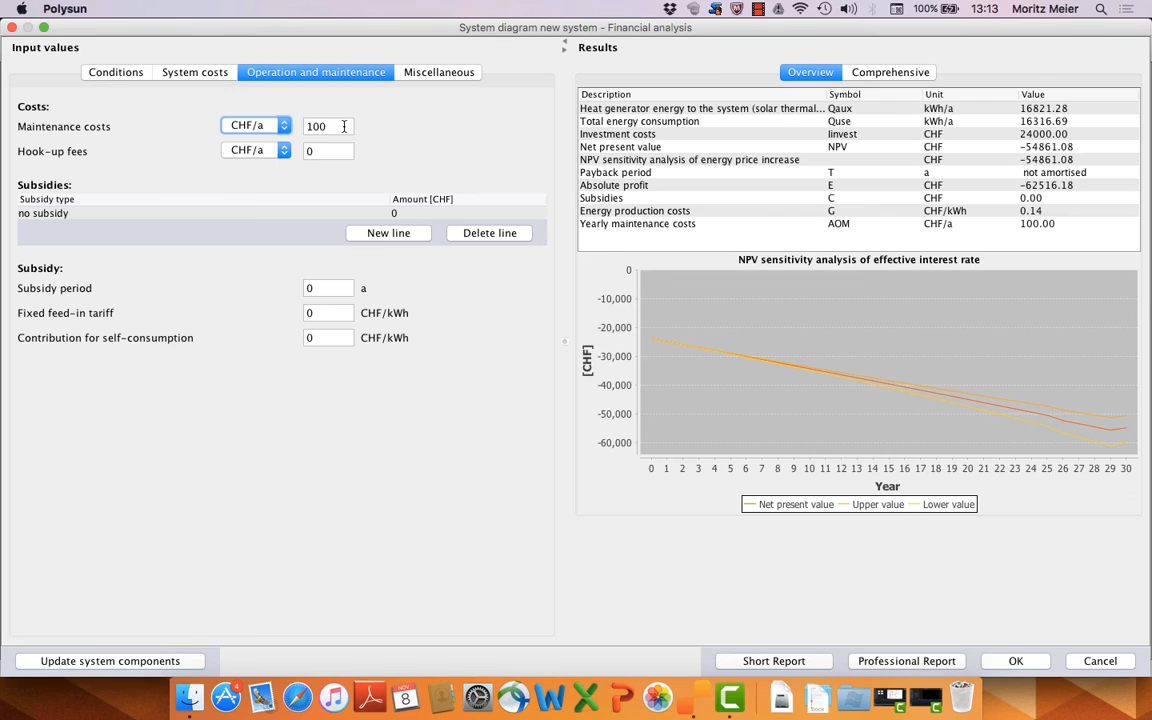 Polysun
100%
13:13
Moritz Meier
System diagram new system - Financial analysis
Input values
Results
Conditions
System costs
Operation and maintenance
Miscellaneous
Overview
Comprehensive
Costs:
Maintenance costs CHF/a 100
Hook-up fees CHF/a 0
Subsidies:
Subsidy type Amount [CHF]
no subsidy 0
New line
Delete line
Subsidy:
Subsidy period 0 a
Fixed feed-in tariff 0 CHF/kWh
Contribution for self-consumption 0 CHF/kWh
Description Symbol Unit Value
Heat generator energy to the system (solar thermal... Qaux kWh/a 16821.28
Total energy consumption Quse kWh/a 16316.69
Investment costs Iinvest CHF 24000.00
Net present value NPV CHF -54861.08
NPV sensitivity analysis of energy price increase CHF -54861.08
Payback period T a not amortised
Absolute profit E CHF -62516.18
Subsidies C CHF 0.00
Energy production costs G CHF/kWh 0.14
Yearly maintenance costs AOM CHF/a 100.00
NPV sensitivity analysis of effective interest rate
0
-10,000
-20,000
-30,000
-40,000
-50,000
-60,000
[CHF]
0 1 2 3 4 5 6 7 8 9 10 11 12 13 14 15 16 17 18 19 20 21 22 23 24 25 26 27 28 29 30
Year
Net present value Upper value Lower value
Update system components
Short Report
Professional Report
OK
Cancel
4
NOV
8